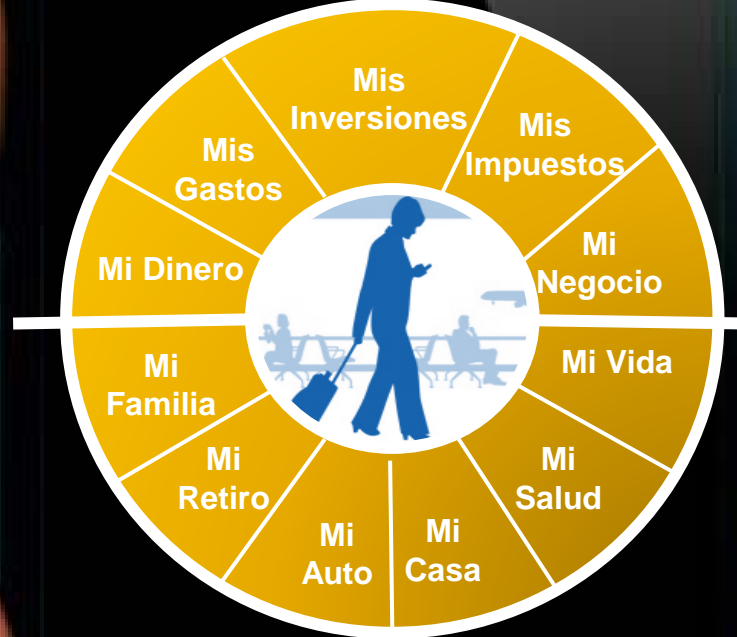 Mis
Inversiones
Mis
Impuestos
Mis
Gastos
Mi
Negocio
Mi Dinero
Mi Vida
Mi
Familia
Mi
Salud
Mi
Retiro
Mi
Casa
Mi
Auto